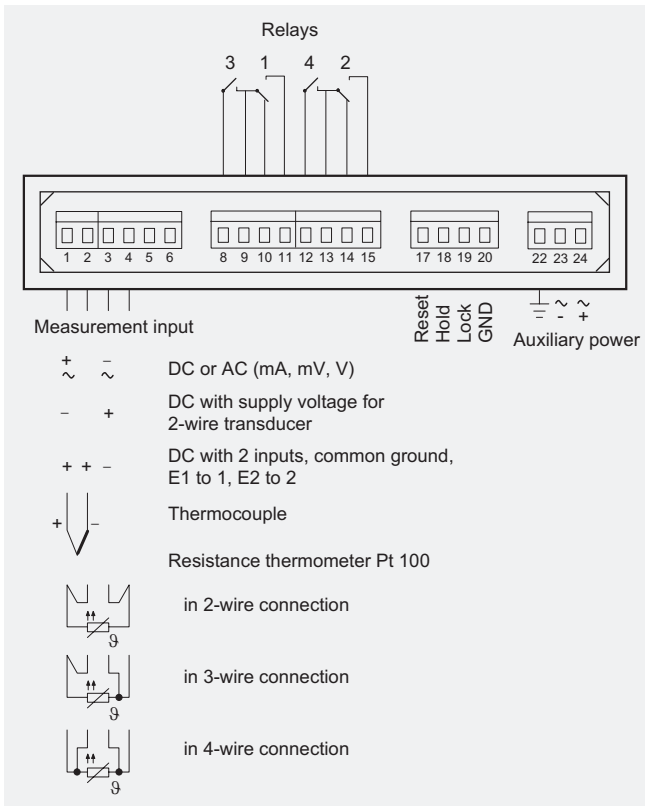 Relays
3 1 4 2
1 2 3 4 5 6 8 9 10 11 12 13 14 15 17 18 19 20 22 23 24
Reset
Hold
Lock
GND
~ ~
- +
Measurement input
Auxiliary power
+ −
~ ~
DC or AC (mA, mV, V)
− +
DC with supply voltage for
2-wire transducer
+ + −
DC with 2 inputs, common ground,
E1 to 1, E2 to 2
+ −
Thermocouple
Resistance thermometer Pt 100
in 2-wire connection
ϑ
in 3-wire connection
ϑ
in 4-wire connection
ϑ